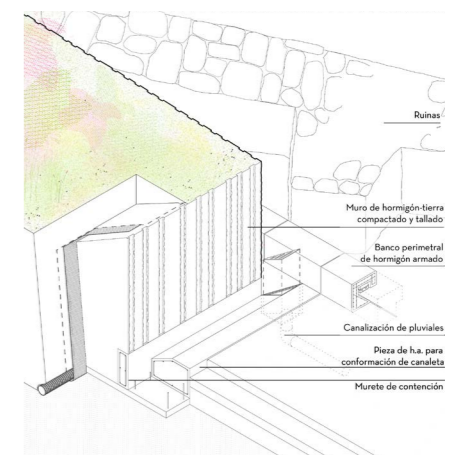 Ruinas
Muro de hormigón-tierra
compactado y tallado
Banco perimetral
de hormigón armado
Canalización de pluviales
Pieza de h.a. para
conformación de canaleta
Murete de contención